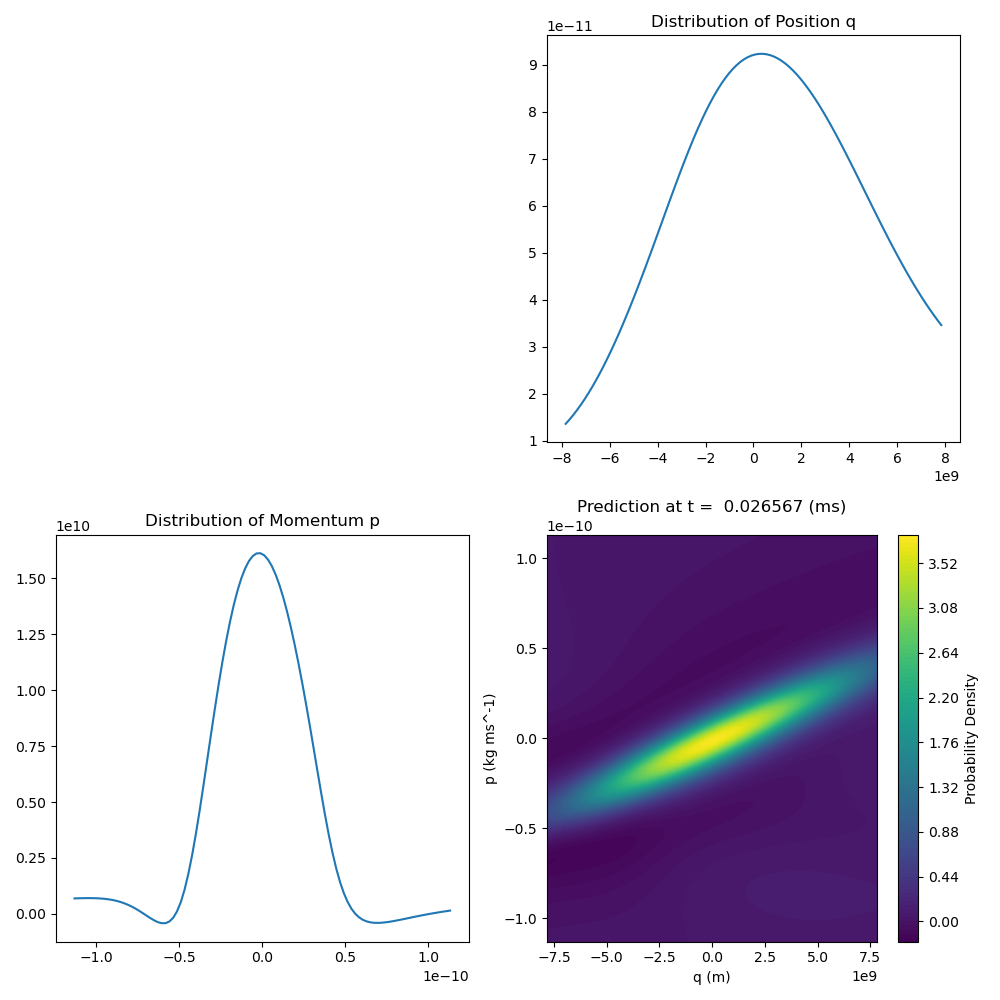 Distribution of Position q
1e−11
9
8
7
6
5
4
3
2
1
−8 −6 −4 −2 0 2 4 6 8
1e9
Distribution of Momentum p
1e10
1.50
1.25
1.00
0.75
0.50
0.25
0.00
−1.0 −0.5 0.0 0.5 1.0
1e−10
Prediction at t =  0.026567 (ms)
1e−10
1.0
0.5
0.0
−0.5
−1.0
p (kg ms^-1)
−7.5 −5.0 −2.5 0.0 2.5 5.0 7.5
1e9
q (m)
3.52
3.08
2.64
2.20
1.76
1.32
0.88
0.44
0.00
Probability Density